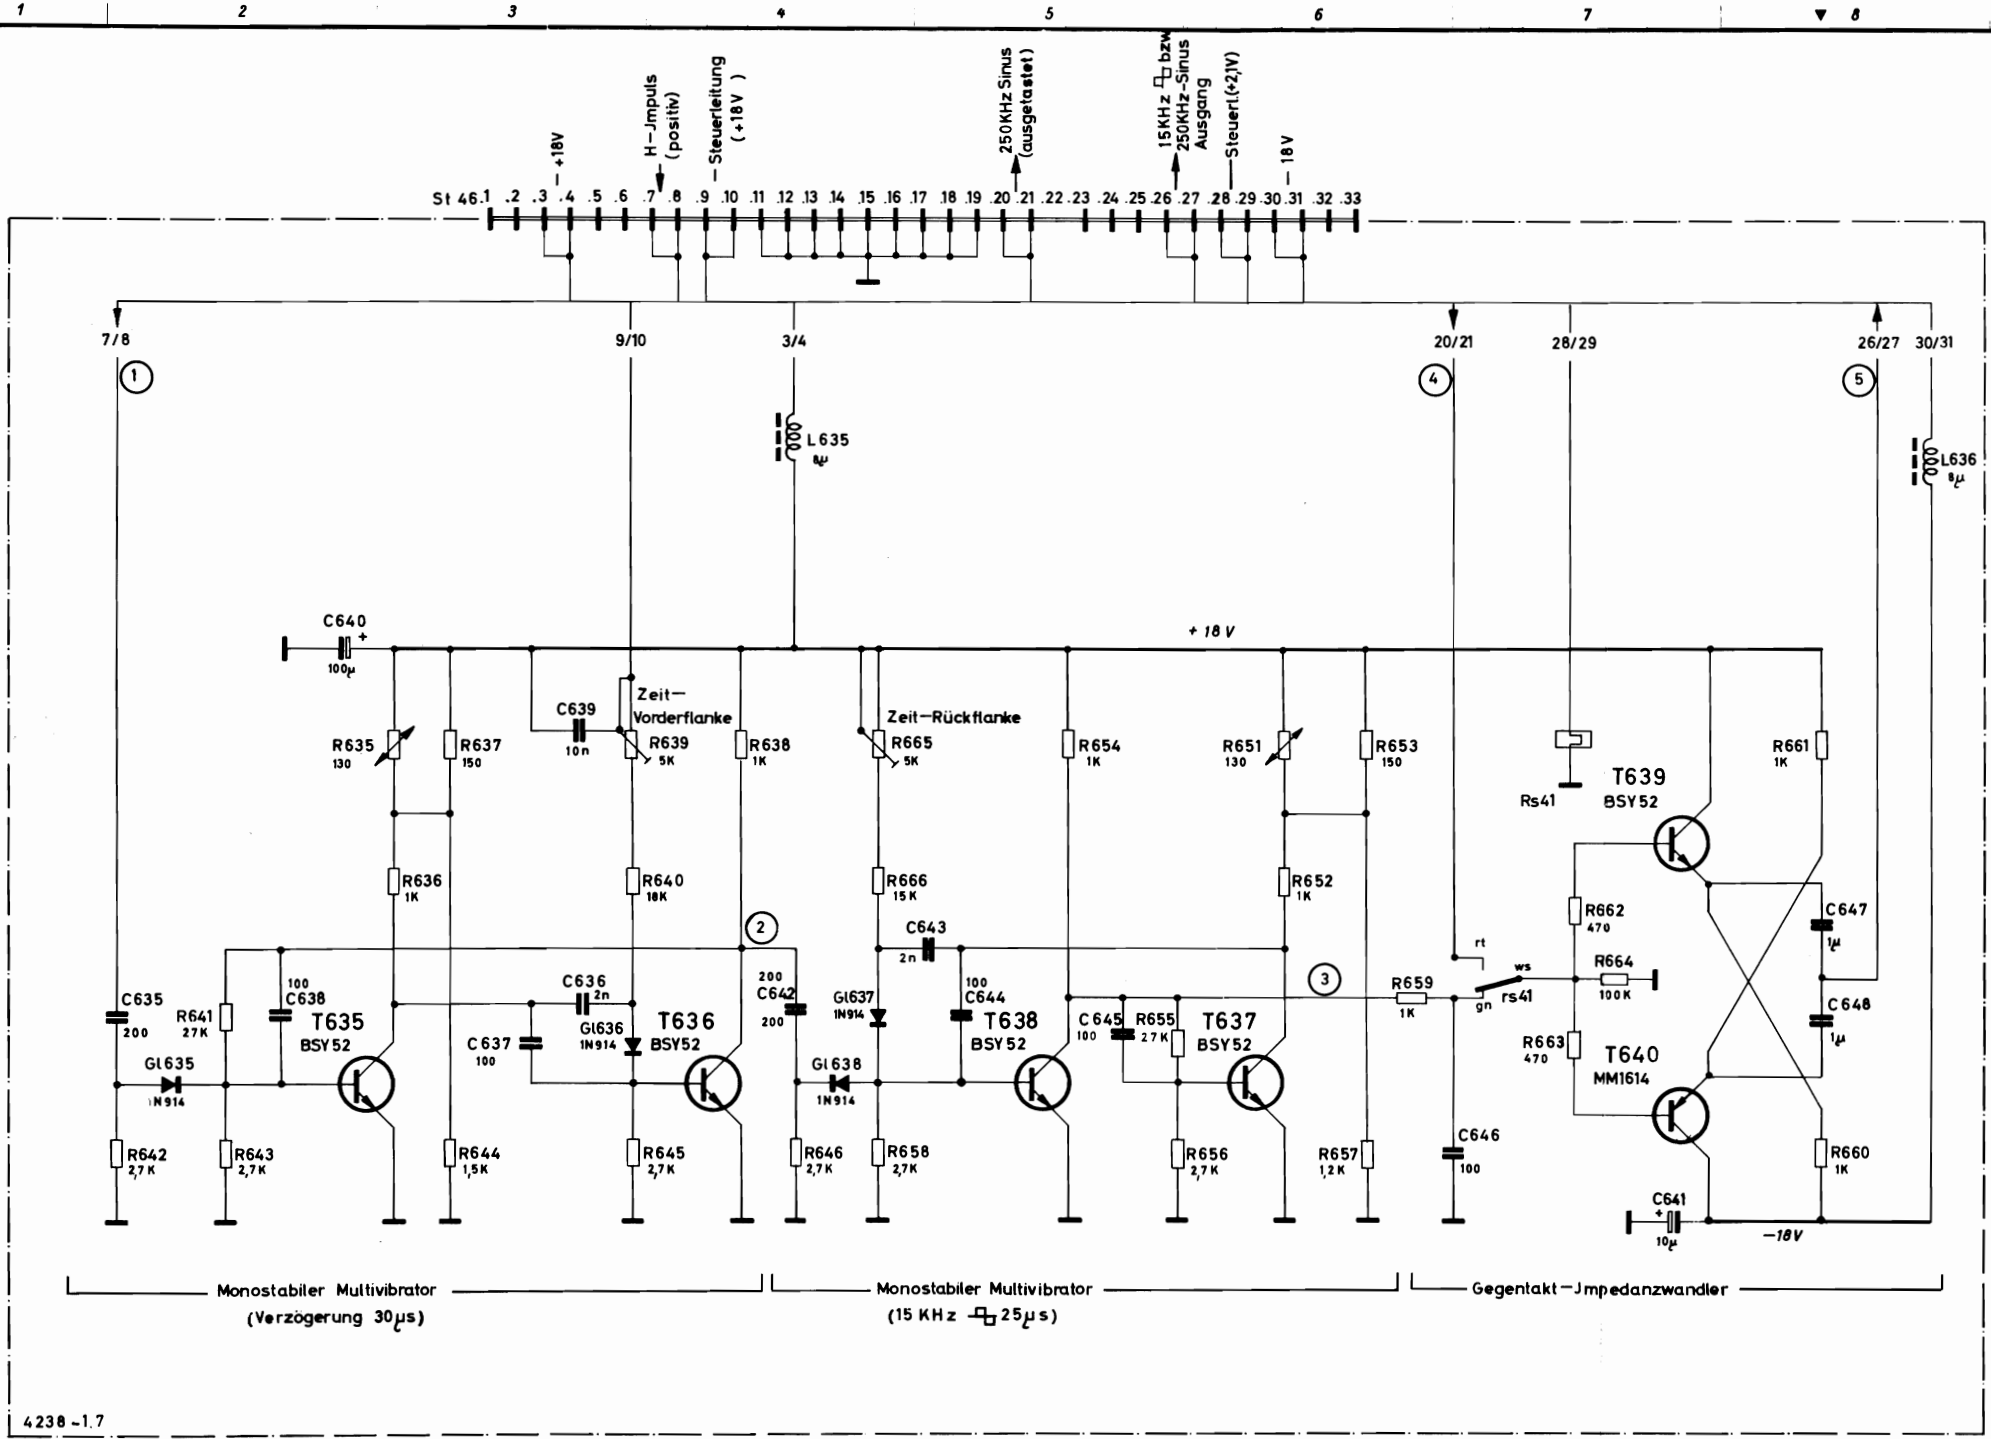 1 2 3 4 5 6 7 ▼ 8
— +18V
H-Jmpuls
(positiv)
— Steuerleitung
(+18V )
250KHz Sinus
(ausgetastet)
15KHz bzw
250KHz-Sinus
Ausgang
Steuerl.(+2,1V)
— 18V
St 46.1 .2 .3 .4 .5 .6 .7 .8 .9 .10 .11 .12 .13 .14 .15 .16 .17 .18 .19 .20 .21 .22 .23 .24 .25 .26 .27 .28 .29 .30 .31 .32 .33
7/8 9/10 3/4 20/21 28/29 26/27 30/31
1 4 5
L635
8µ
L636
8µ
C640
+
100µ
+ 18 V
Zeit—
Vorderflanke
Zeit-Rückflanke
C639
10n
R635
130
R637
150
R639
5K
R638
1K
R665
5K
R654
1K
R651
130
R653
150
R661
1K
Rs41
T639
BSY52
R636
1K
R640
18K
R666
15K
R652
1K
R662
470
C647
1µ
2
C643
2n
3
rt
ws
gn
rs41
R664
100K
R659
1K
C635
200
R641
27K
100
C638
T635
BSY52
C636
2n
C637
100
Gl636
1N914
T636
BSY52
200
C642
200
Gl637
1N914
100
C644
T638
BSY52
C645
100
R655
27K
T637
BSY52
C648
1µ
R663
470
T640
MM1614
Gl635
1N914
Gl638
1N914
R642
2,7K
R643
2,7K
R644
1,5K
R645
2,7K
R646
2,7K
R658
2,7K
R656
2,7K
R657
1,2K
C646
100
R660
1K
C641
+
10µ
—18V
Monostabiler Multivibrator
(Verzögerung 30µs)
Monostabiler Multivibrator
(15 KHz 25µs)
Gegentakt-Jmpedanzwandler
4238-1.7